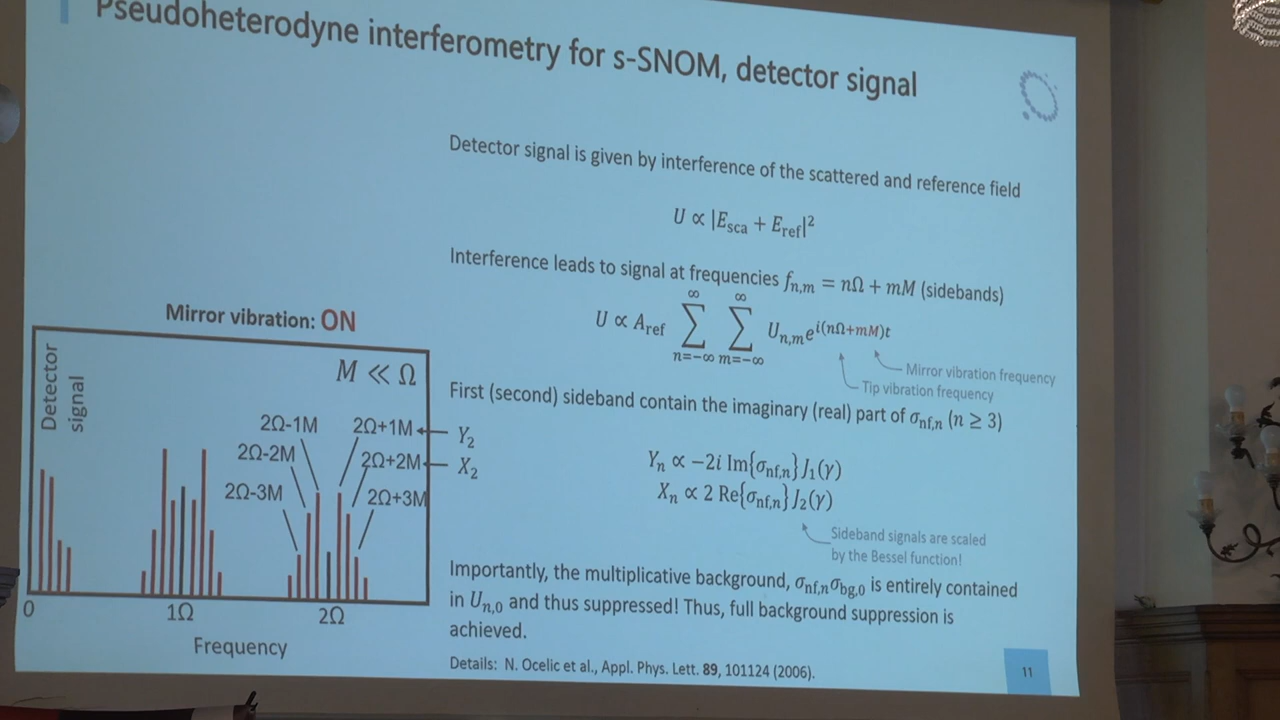 Pseudoheterodyne interferometry for s-SNOM, detector signal
Detector signal is given by interference of the scattered and reference field
U ∝ |E_sca + E_ref|²
Interference leads to signal at frequencies f_n,m = nΩ + mM (sidebands)
U ∝ A_ref ∑_{n=−∞}^{∞} ∑_{m=−∞}^{∞} U_n,m e^{i(nΩ+mM)t}
Mirror vibration frequency
Tip vibration frequency
First (second) sideband contain the imaginary (real) part of σ_nf,n (n ≥ 3)
Y_n ∝ −2i Im{σ_nf,n}J₁(γ)
X_n ∝ 2 Re{σ_nf,n}J₂(γ)
Sideband signals are scaled
by the Bessel function!
Importantly, the multiplicative background, σ_nf,n σ_bg,0 is entirely contained
in U_n,0 and thus suppressed! Thus, full background suppression is
achieved.
Details: N. Ocelic et al., Appl. Phys. Lett. 89, 101124 (2006).
11
Mirror vibration: ON
Detector
signal
M ≪ Ω
2Ω-1M
2Ω+1M
Y₂
2Ω-2M
2Ω+2M
X₂
2Ω-3M
2Ω+3M
0
1Ω
2Ω
Frequency